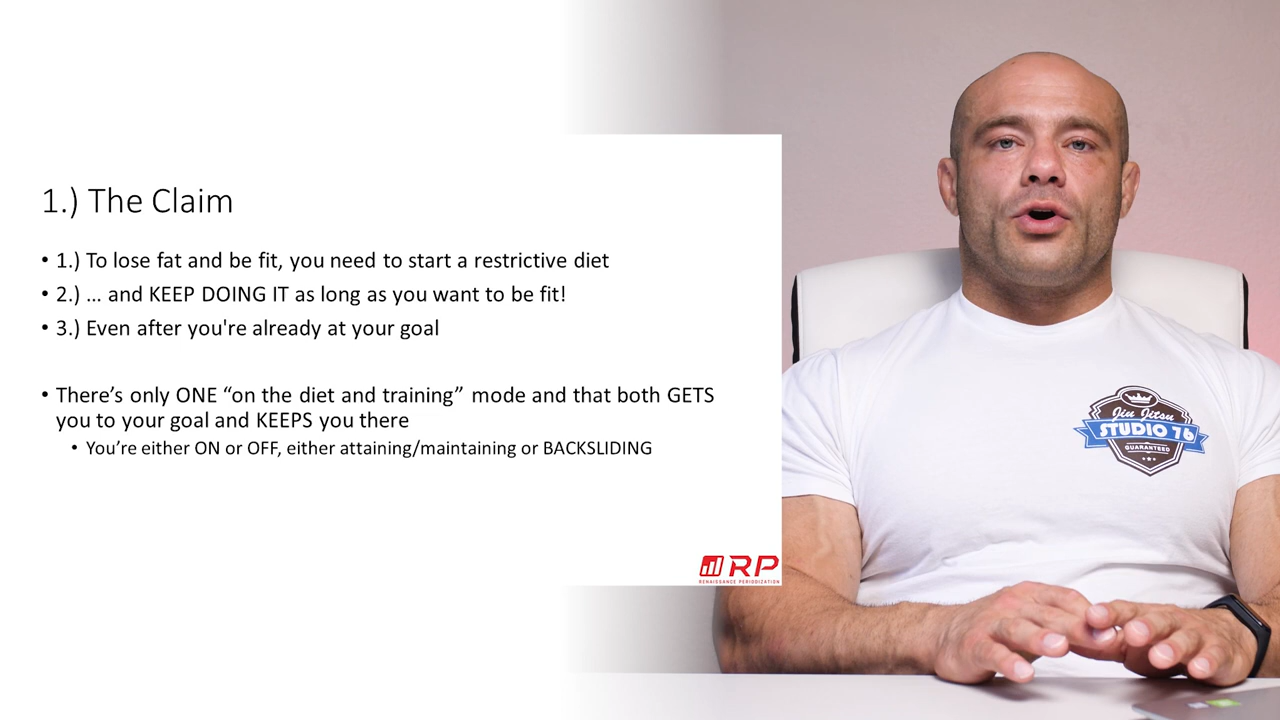 1.) The Claim
• 1.) To lose fat and be fit, you need to start a restrictive diet
• 2.) … and KEEP DOING IT as long as you want to be fit!
• 3.) Even after you're already at your goal
• There’s only ONE “on the diet and training” mode and that both GETS
you to your goal and KEEPS you there
• You’re either ON or OFF, either attaining/maintaining or BACKSLIDING
RP
RENAISSANCE PERIODIZATION
Jiu Jitsu
STUDIO 76
GUARANTEED